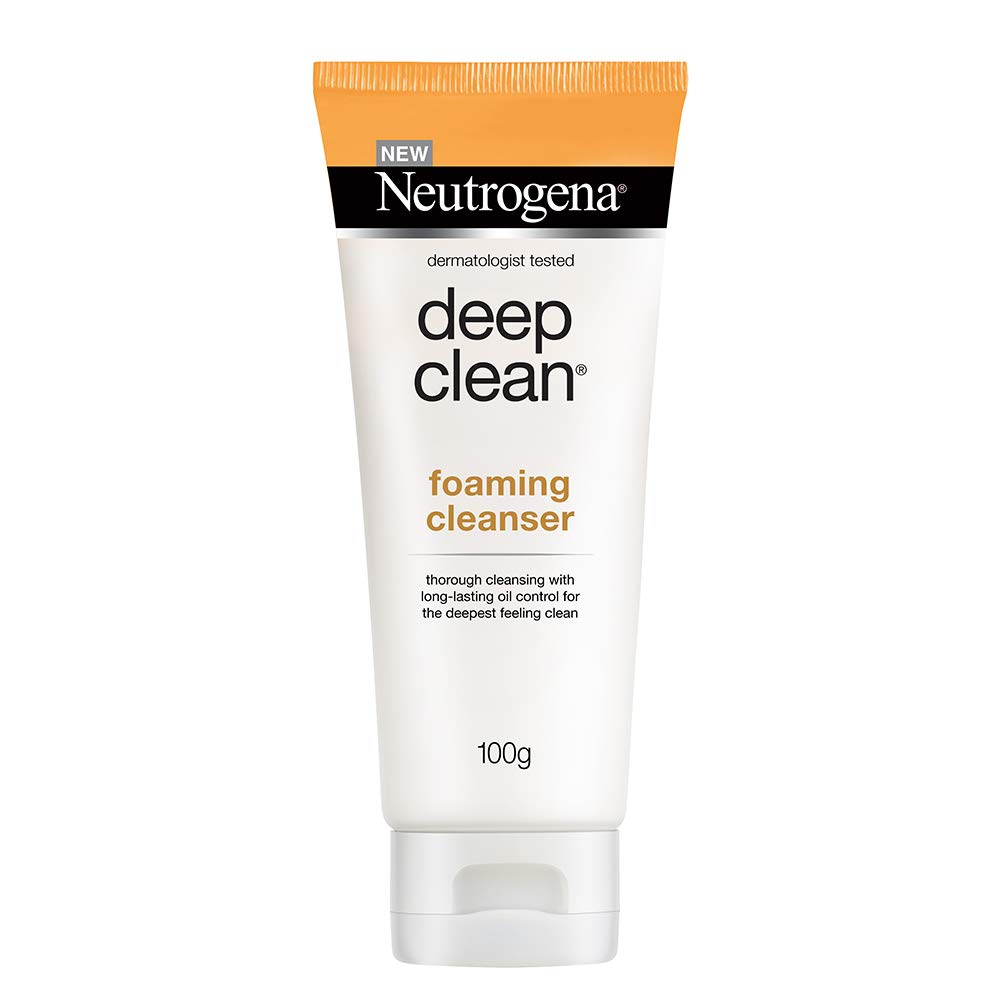 NEW
Neutrogena®
dermatologist tested
deep
clean®
foaming
cleanser
thorough cleansing with
long-lasting oil control for
the deepest feeling clean
100g